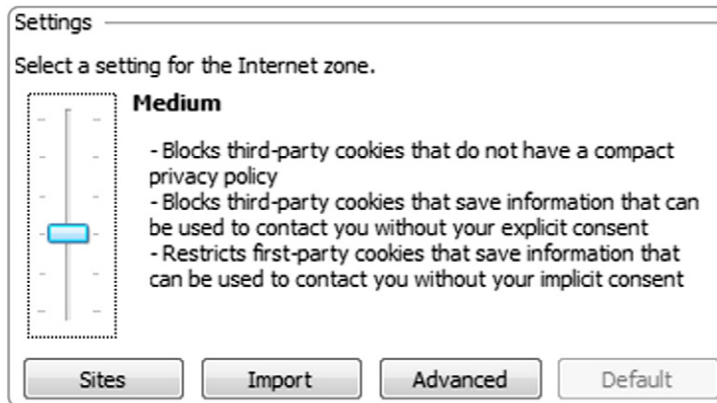 Settings
Select a setting for the Internet zone.
Medium
- Blocks third-party cookies that do not have a compact
privacy policy
- Blocks third-party cookies that save information that can
be used to contact you without your explicit consent
- Restricts first-party cookies that save information that
can be used to contact you without your implicit consent
Sites Import Advanced Default